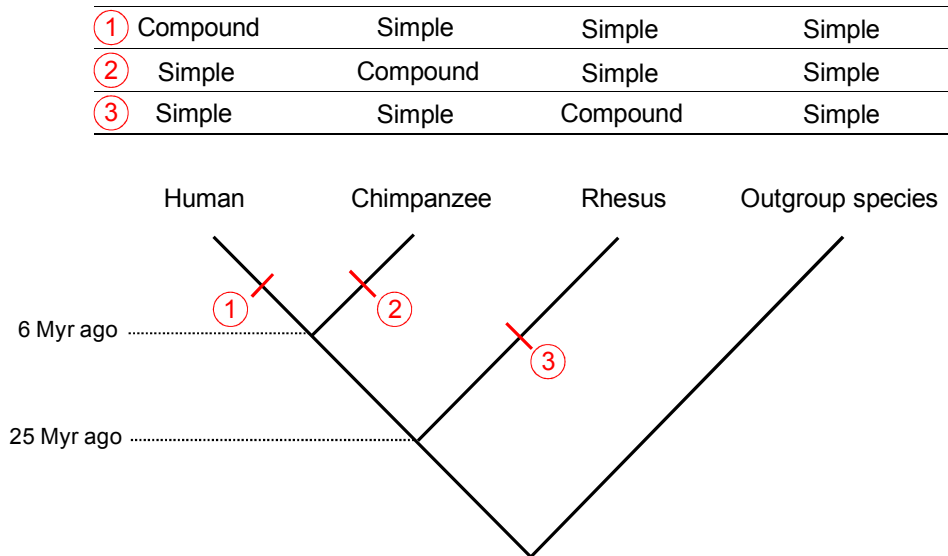 1 Compound Simple Simple Simple
2 Simple Compound Simple Simple
3 Simple Simple Compound Simple
Human Chimpanzee Rhesus Outgroup species
1 2
6 Myr ago
3
25 Myr ago